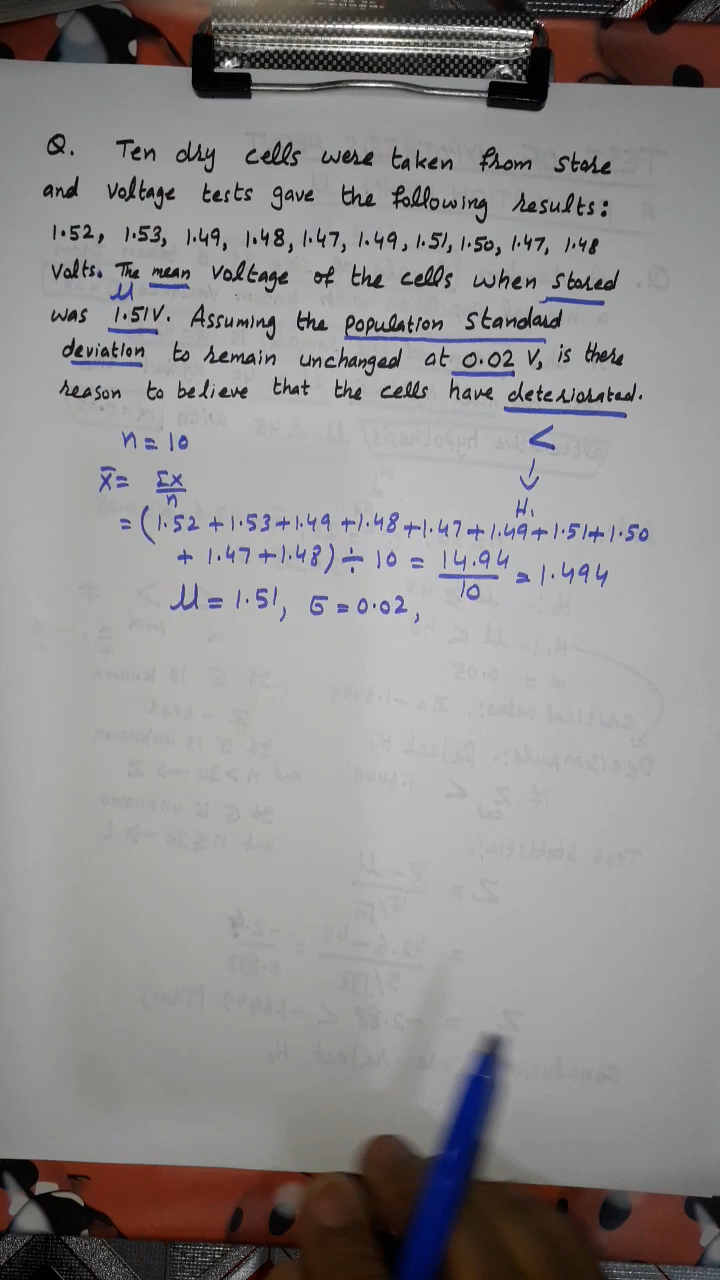 Q. Ten dry cells were taken from store
and voltage tests gave the following results:
1.52, 1.53, 1.49, 1.48, 1.47, 1.49, 1.51, 1.50, 1.47, 1.48
volts. The mean voltage of the cells when stored
μ
was 1.51V. Assuming the population standard
deviation to remain unchanged at 0.02 V, is there
reason to believe that the cells have deteriorated.
n = 10 <
↓
x̄ = Σx/n
H₁
= (1.52 + 1.53 + 1.49 + 1.48 + 1.47 + 1.49 + 1.51 + 1.50
+ 1.47 + 1.48) ÷ 10 = 14.94/10 = 1.494
μ = 1.51, σ = 0.02,